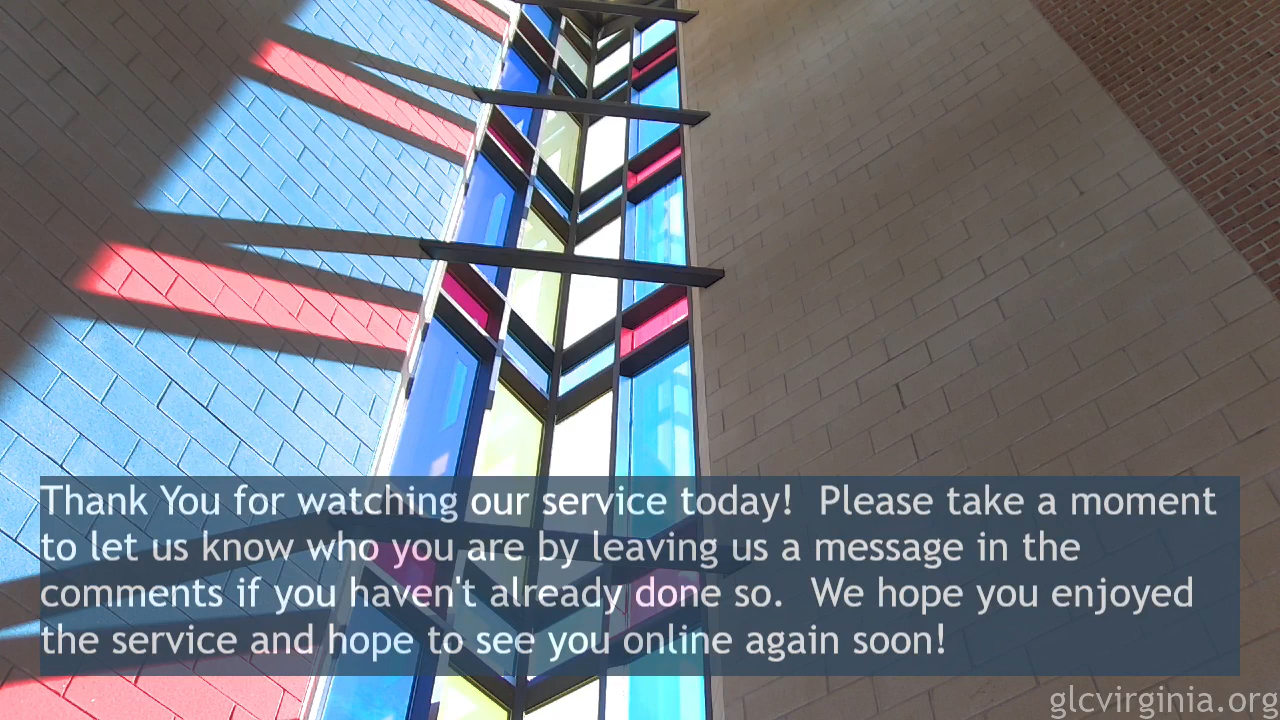 Thank You for watching our service today!  Please take a moment
to let us know who you are by leaving us a message in the
comments if you haven't already done so.  We hope you enjoyed
the service and hope to see you online again soon!
glcvirginia.org